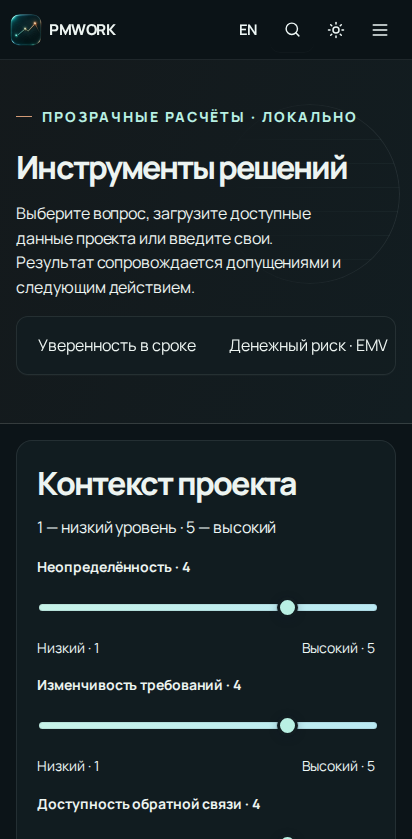 PMWORK
EN
ПРОЗРАЧНЫЕ РАСЧЁТЫ · ЛОКАЛЬНО
Инструменты решений
Выберите вопрос, загрузите доступные
данные проекта или введите свои.
Результат сопровождается допущениями и
следующим действием.
Уверенность в сроке
Денежный риск · EMV
Контекст проекта
1 — низкий уровень · 5 — высокий
Неопределённость · 4
Низкий · 1
Высокий · 5
Изменчивость требований · 4
Низкий · 1
Высокий · 5
Доступность обратной связи · 4